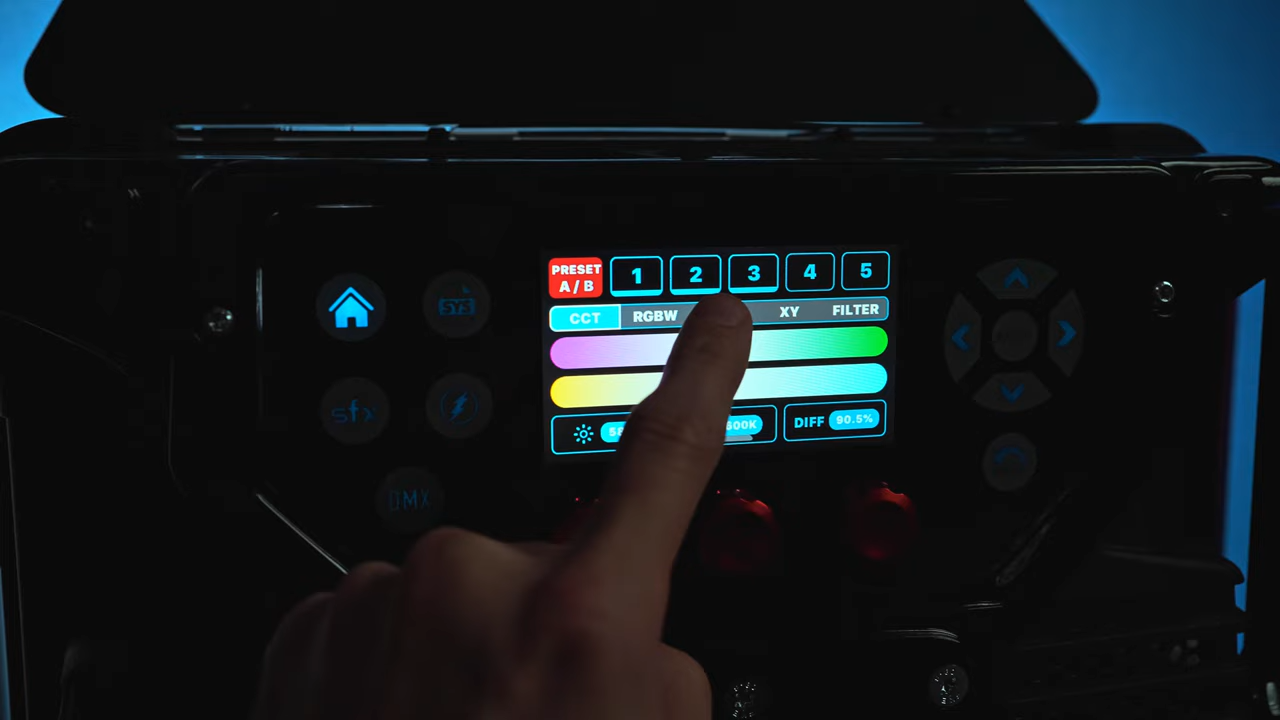 PRESET A / B 1 2 3 4 5
CCT RGBW XY FILTER
DIFF 90.5%
SYS
sfx
DMX